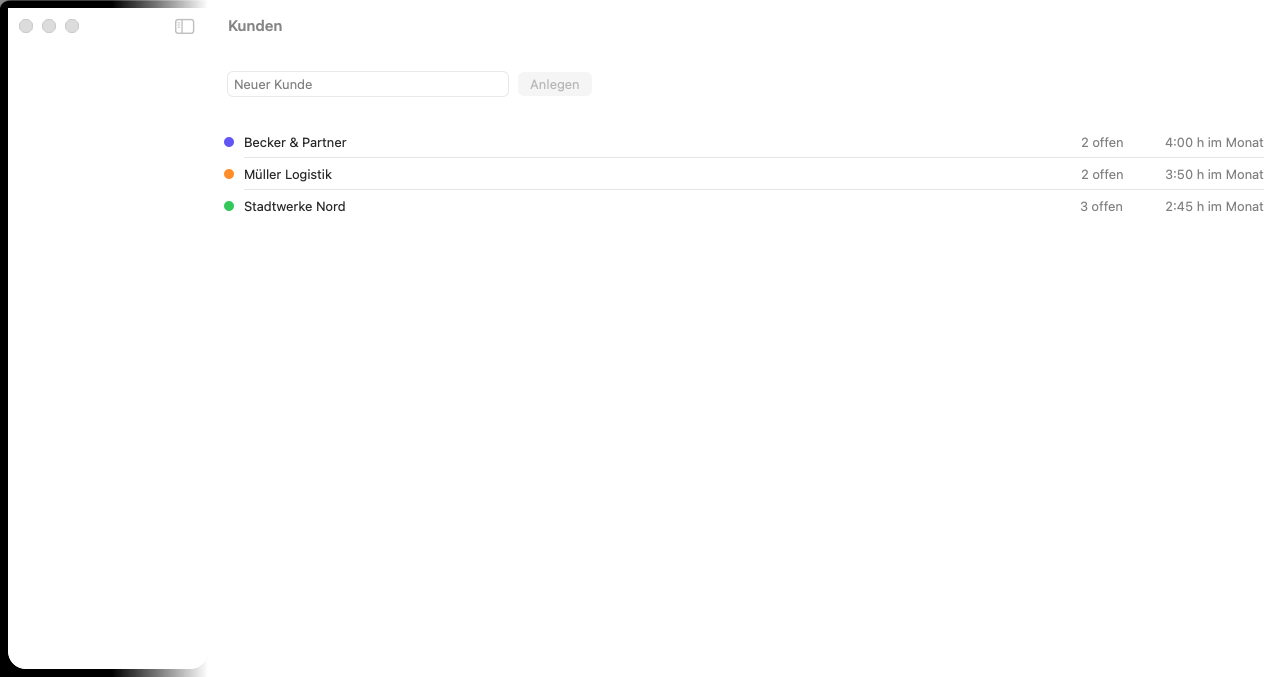 Kunden
Neuer Kunde
Anlegen
Becker & Partner 2 offen 4:00 h im Monat
Müller Logistik 2 offen 3:50 h im Monat
Stadtwerke Nord 3 offen 2:45 h im Monat